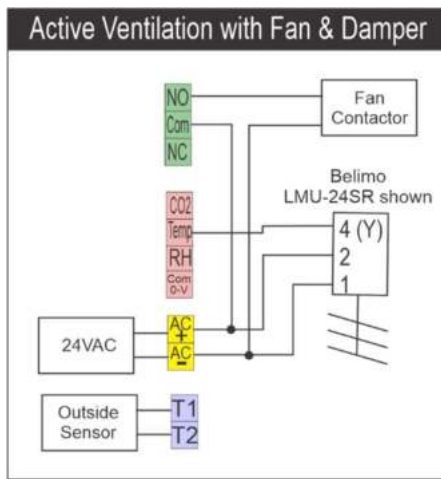 Active Ventilation with Fan & Damper
NO
Com
NC
Fan
Contactor
Belimo
LMU-24SR shown
CO2
Temp
RH
Com
0-V
4 (Y)
2
1
24VAC
AC
+
AC
-
Outside
Sensor
T1
T2